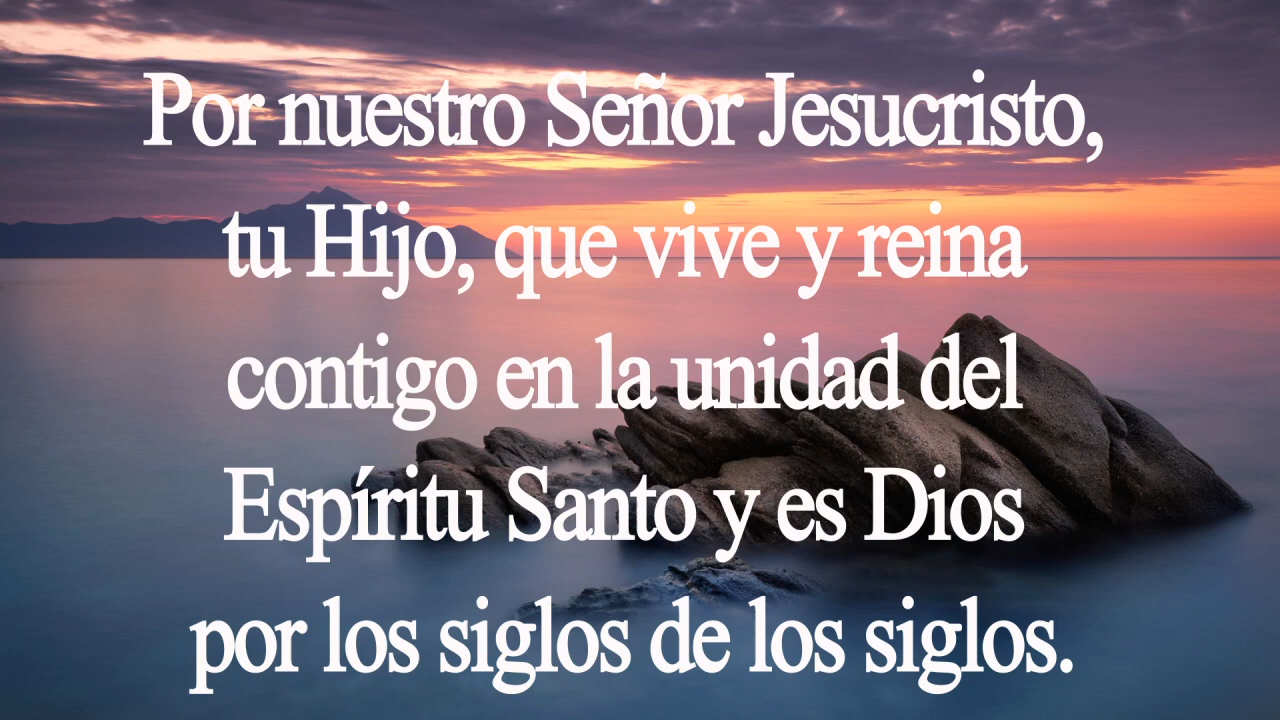 Por nuestro Señor Jesucristo,
tu Hijo, que vive y reina
contigo en la unidad del
Espíritu Santo y es Dios
por los siglos de los siglos.